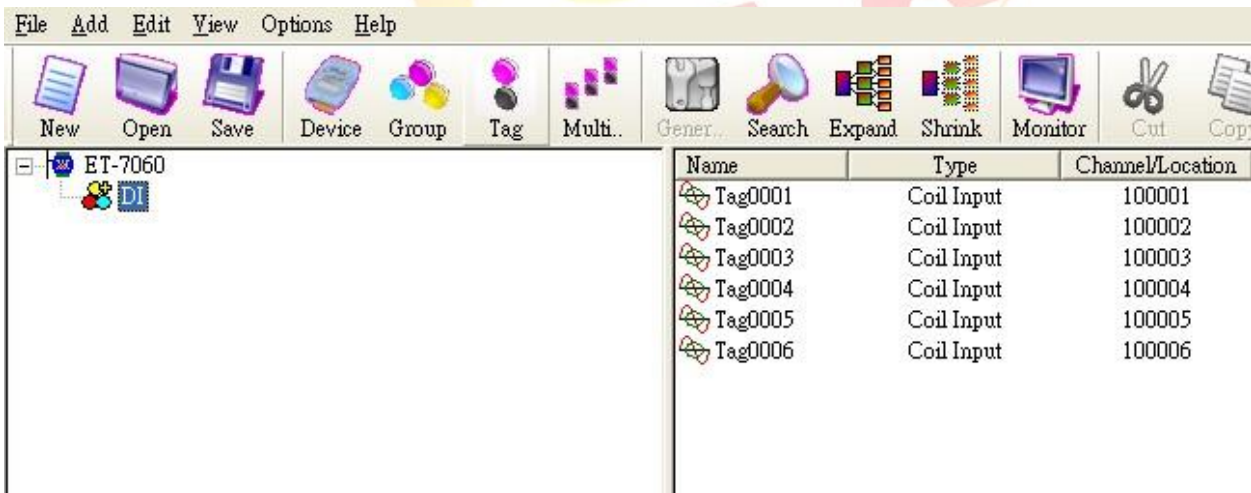 File Add Edit View Options Help
New Open Save Device Group Tag Multi.. Gener.. Search Expand Shrink Monitor Cut Copy
ET-7060
DI
Name Type Channel/Location
Tag0001 Coil Input 100001
Tag0002 Coil Input 100002
Tag0003 Coil Input 100003
Tag0004 Coil Input 100004
Tag0005 Coil Input 100005
Tag0006 Coil Input 100006